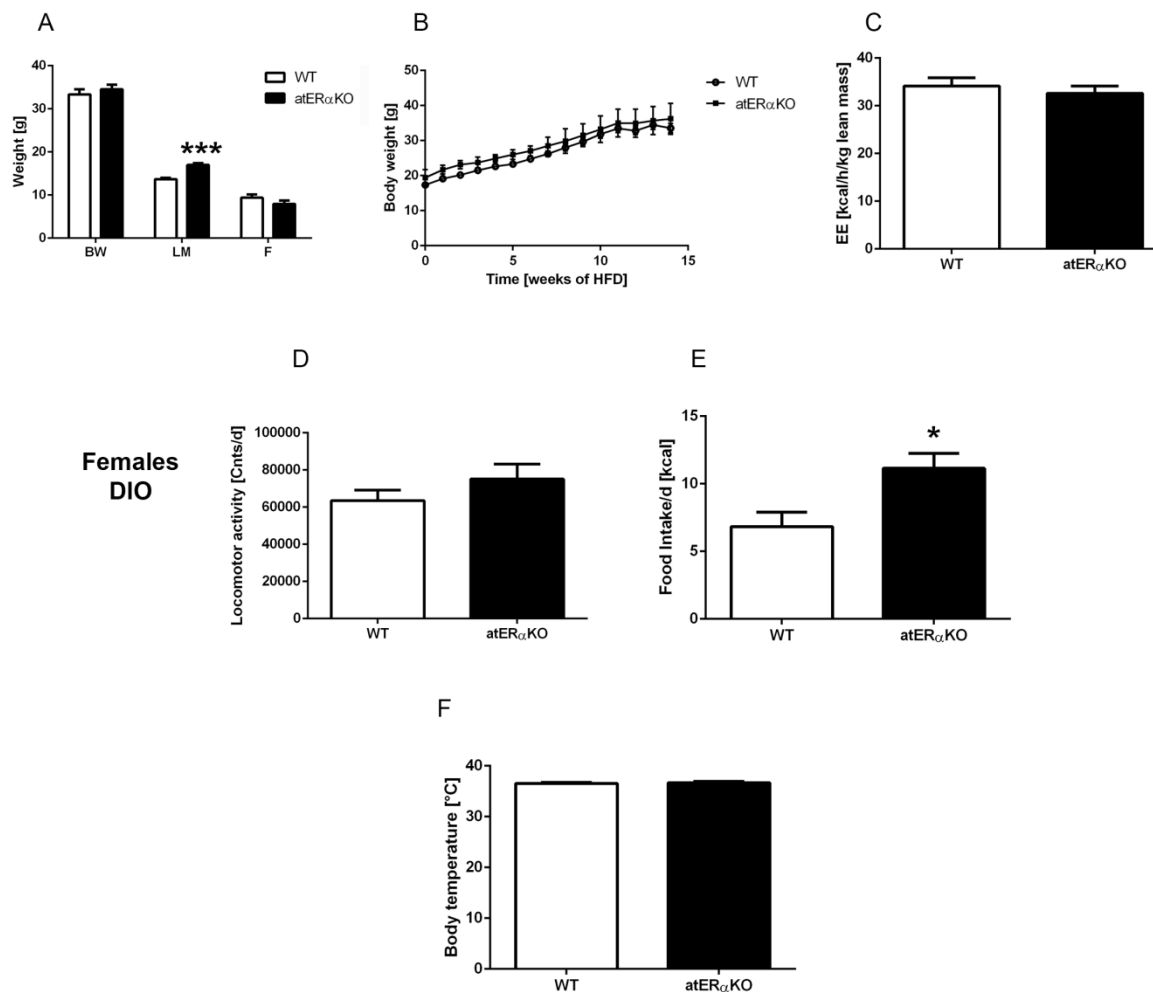 A
WT
atERαKO
Weight [g]
40
30
20
10
0
***
BW LM F
B
WT
atERαKO
Body weight [g]
50
40
30
20
10
0
0 5 10 15
Time [weeks of HFD]
C
EE [kcal/h/kg lean mass]
40
30
20
10
0
WT atERαKO
Females
DIO
D
Locomotor activity [Cnts/d]
100000
80000
60000
40000
20000
0
WT atERαKO
E
Food Intake/d [kcal]
15
10
5
0
*
WT atERαKO
F
Body temperature [°C]
40
30
20
10
0
WT atERαKO